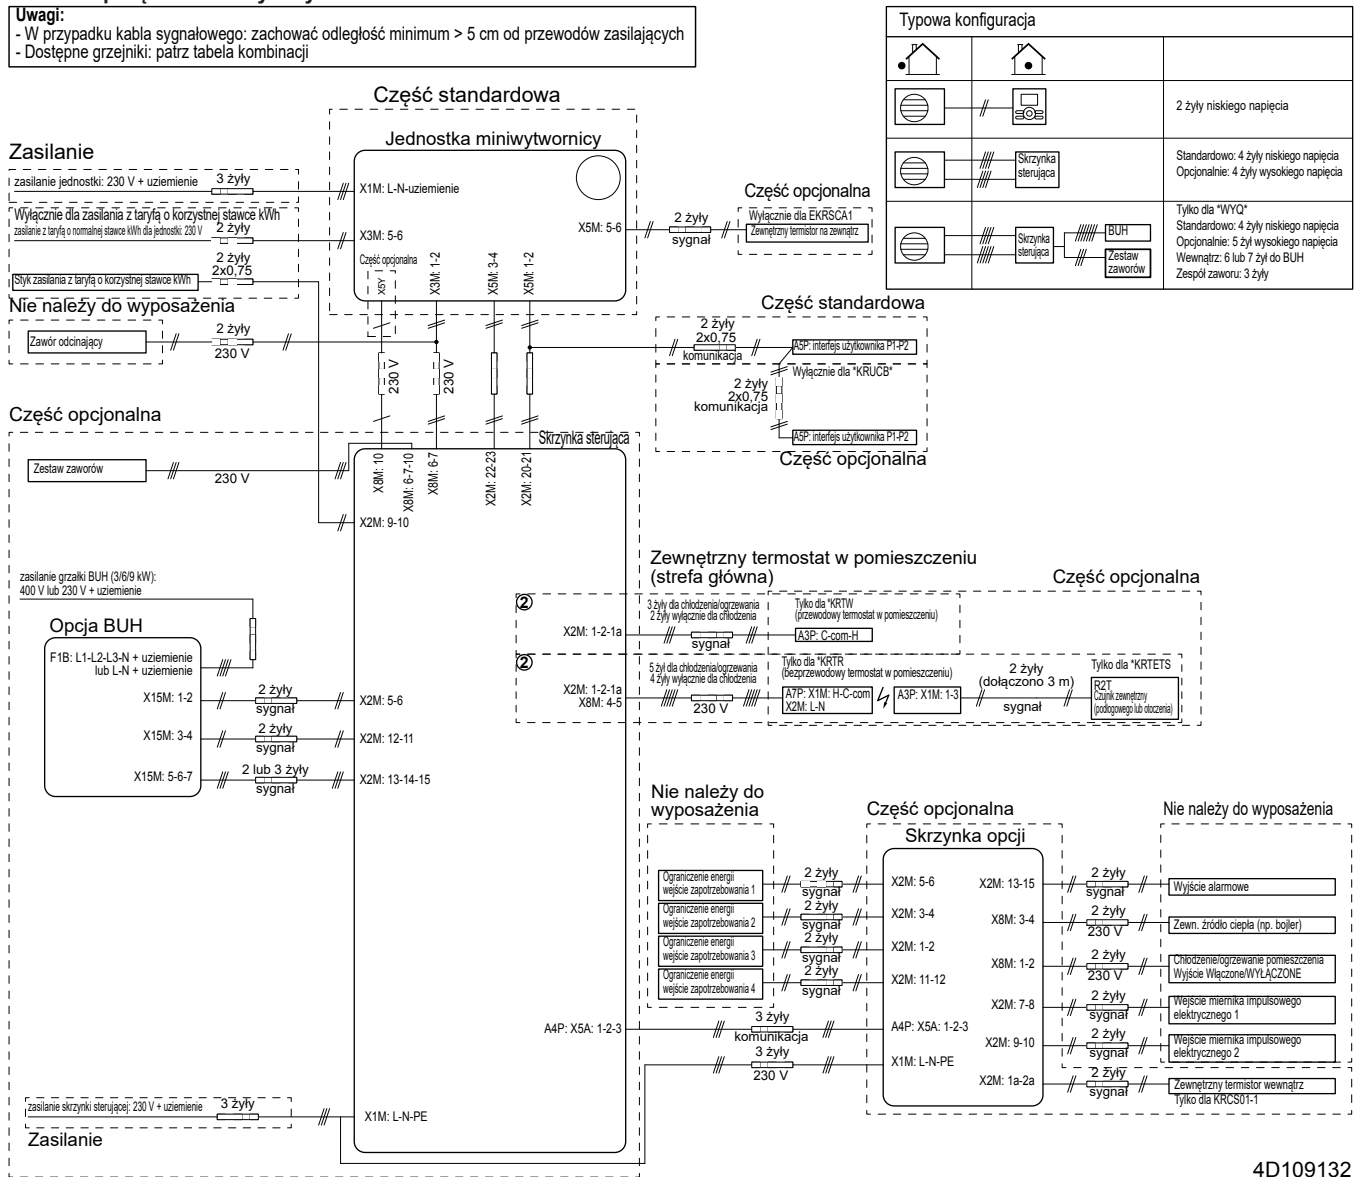 Uwagi:
- W przypadku kabla sygnałowego: zachować odległość minimum > 5 cm od przewodów zasilających
- Dostępne grzejniki: patrz tabela kombinacji
Typowa konfiguracja
2 żyły niskiego napięcia
Skrzynka
sterująca
Standardowo: 4 żyły niskiego napięcia
Opcjonalnie: 4 żyły wysokiego napięcia
Skrzynka
sterująca
BUH
Zestaw
zaworów
Tylko dla *WYQ*
Standardowo: 4 żyły niskiego napięcia
Opcjonalnie: 5 żył wysokiego napięcia
Wewnątrz: 6 lub 7 żył do BUH
Zespół zaworu: 3 żyły
Część standardowa
Jednostka miniwytwornicy
Zasilanie
zasilanie jednostki: 230 V + uziemienie
3 żyły
X1M: L-N-uziemienie
Wyłącznie dla zasilania z taryfą o korzystnej stawce kWh
zasilanie z taryfą o normalnej stawce kWh dla jednostki: 230 V
2 żyły
X3M: 5-6
Styk zasilania z taryfą o korzystnej stawce kWh
2 żyły
2x0,75
Część opcjonalna
X5Y
X3M: 1-2
X5M: 3-4
X5M: 1-2
X5M: 5-6
2 żyły
sygnał
Część opcjonalna
Wyłącznie dla EKRSCA1
Zewnętrzny termistor na zewnątrz
Nie należy do wyposażenia
Zawór odcinający
2 żyły
230 V
230 V
230 V
Część standardowa
2 żyły
2x0,75
komunikacja
A5P: interfejs użytkownika P1-P2
Wyłącznie dla *KRUCB*
2 żyły
2x0,75
komunikacja
A5P: interfejs użytkownika P1-P2
Część opcjonalna
Część opcjonalna
Skrzynka sterująca
Zestaw zaworów
230 V
X8M: 10
X8M: 6-7-10
X8M: 6-7
X2M: 22-23
X2M: 20-21
X2M: 9-10
zasilanie grzałki BUH (3/6/9 kW):
400 V lub 230 V + uziemienie
Opcja BUH
F1B: L1-L2-L3-N + uziemienie
lub L-N + uziemienie
X15M: 1-2
2 żyły
sygnał
X2M: 5-6
X15M: 3-4
2 żyły
sygnał
X2M: 12-11
X15M: 5-6-7
2 lub 3 żyły
sygnał
X2M: 13-14-15
Zewnętrzny termostat w pomieszczeniu
(strefa główna)
Część opcjonalna
②
X2M: 1-2-1a
3 żyły dla chłodzenia/ogrzewania
2 żyły wyłącznie dla chłodzenia
sygnał
Tylko dla *KRTW
(przewodowy termostat w pomieszczeniu)
A3P: C-com-H
②
X2M: 1-2-1a
X8M: 4-5
5 żył dla chłodzenia/ogrzewania
4 żyły wyłącznie dla chłodzenia
230 V
Tylko dla *KRTR
(bezprzewodowy termostat w pomieszczeniu)
A7P: X1M: H-C-com
X2M: L-N
A3P: X1M: 1-3
2 żyły
(dołączono 3 m)
sygnał
Tylko dla *KRTETS
R2T
Czujnik zewnętrzny
(podłogowego lub otoczenia)
Nie należy do
wyposażenia
Część opcjonalna
Nie należy do wyposażenia
Skrzynka opcji
Ograniczenie energii
wejście zapotrzebowania 1
2 żyły
sygnał
X2M: 5-6
Ograniczenie energii
wejście zapotrzebowania 2
2 żyły
sygnał
X2M: 3-4
Ograniczenie energii
wejście zapotrzebowania 3
2 żyły
sygnał
X2M: 1-2
Ograniczenie energii
wejście zapotrzebowania 4
2 żyły
sygnał
X2M: 11-12
X2M: 13-15
2 żyły
sygnał
Wyjście alarmowe
X8M: 3-4
2 żyły
230 V
Zewn. źródło ciepła (np. bojler)
X8M: 1-2
2 żyły
230 V
Chłodzenie/ogrzewanie pomieszczenia
Wyjście Włączone/WYŁĄCZONE
X2M: 7-8
2 żyły
sygnał
Wejście miernika impulsowego
elektrycznego 1
X2M: 9-10
2 żyły
sygnał
Wejście miernika impulsowego
elektrycznego 2
X2M: 1a-2a
2 żyły
sygnał
Zewnętrzny termistor wewnątrz
Tylko dla KRCS01-1
A4P: X5A: 1-2-3
3 żyły
komunikacja
A4P: X5A: 1-2-3
3 żyły
230 V
X1M: L-N-PE
zasilanie skrzynki sterującej: 230 V + uziemienie
3 żyły
X1M: L-N-PE
Zasilanie
4D109132